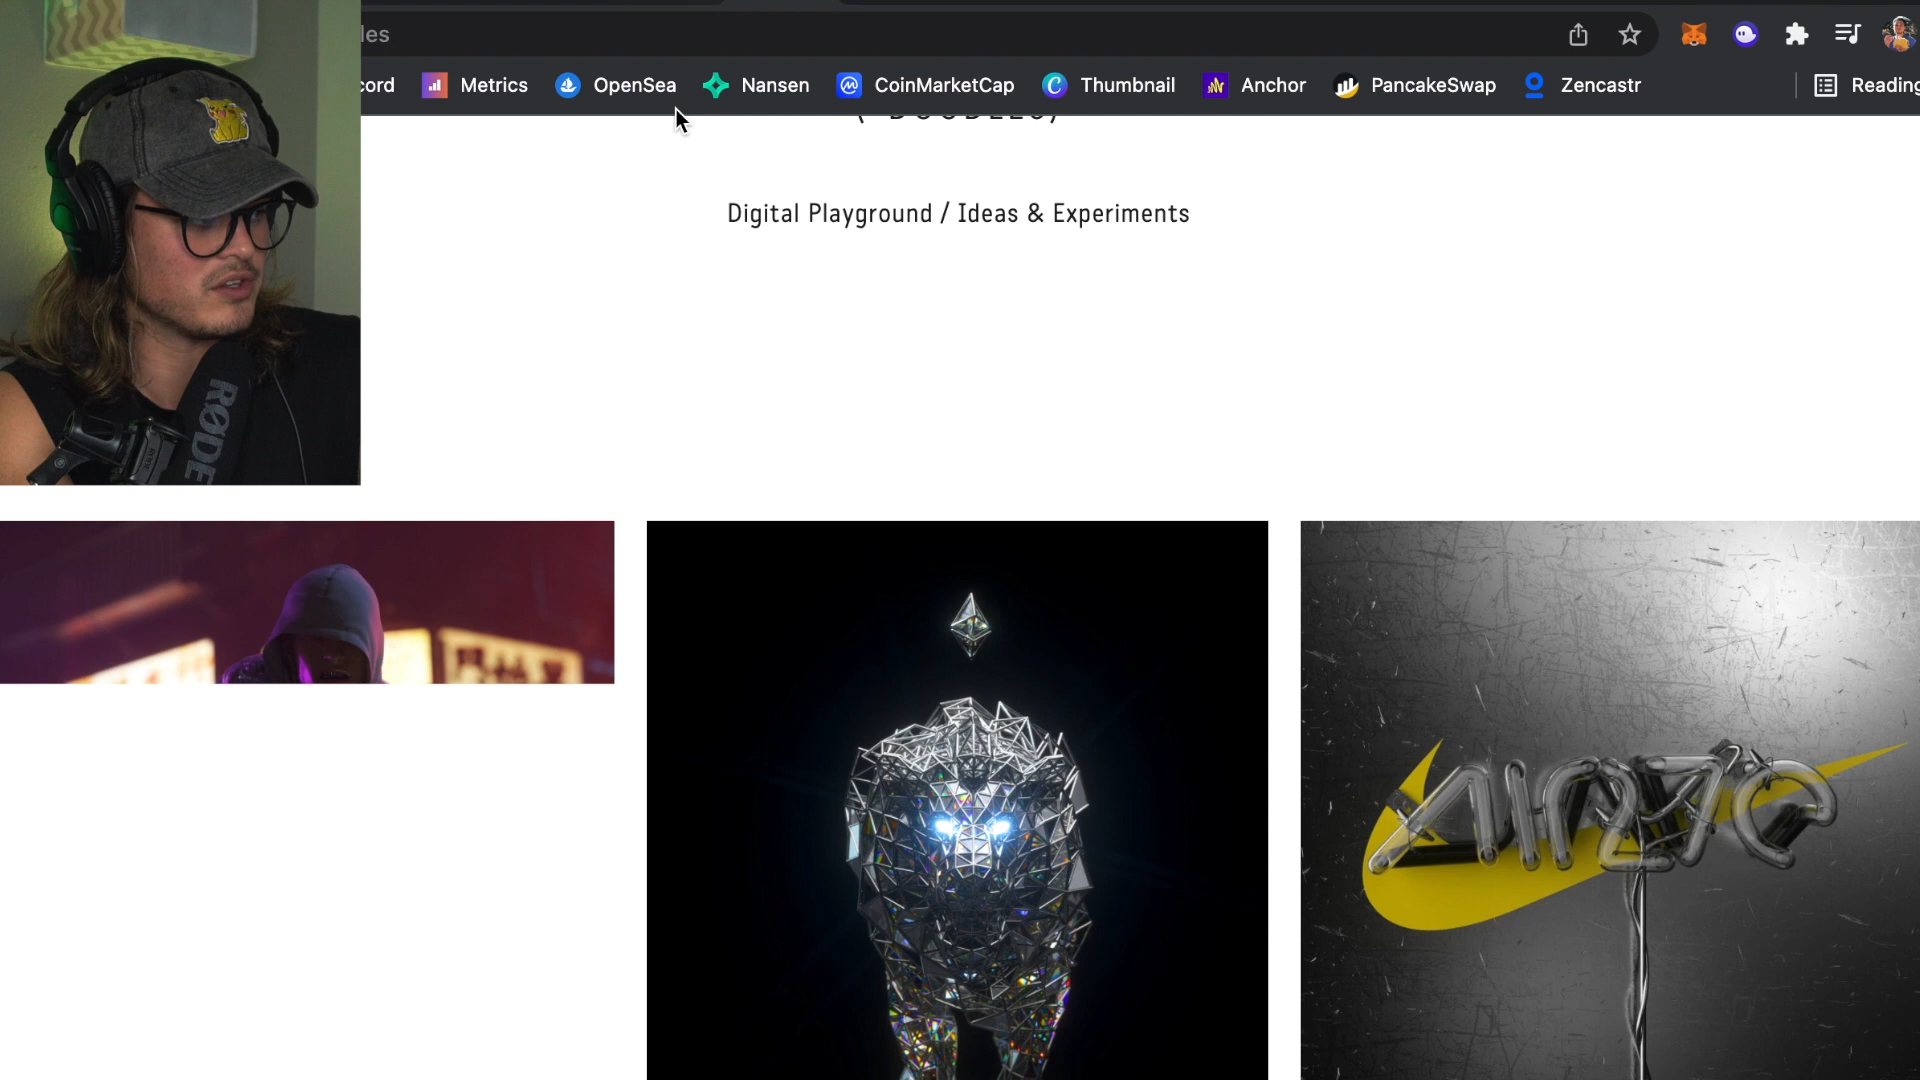 les
cord Metrics OpenSea Nansen CoinMarketCap Thumbnail Anchor PancakeSwap Zencastr Reading
Digital Playground / Ideas & Experiments
RØDE